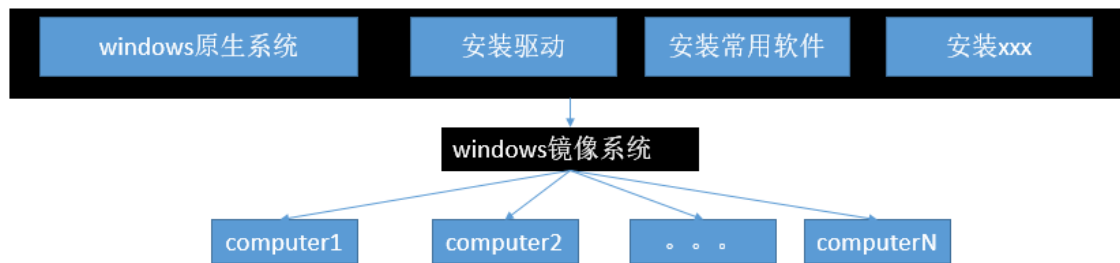 windows原生系统
安装驱动
安装常用软件
安装xxx
windows镜像系统
computer1
computer2
。。。
computerN